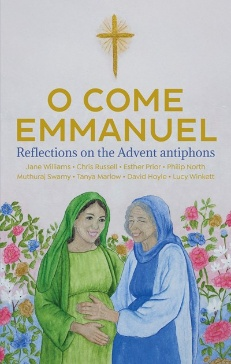 O COME
EMMANUEL
Reflections on the Advent antiphons
Jane Williams • Chris Russell • Esther Prior • Philip North
Muthuraj Swamy • Tanya Marlow • David Hoyle • Lucy Winkett